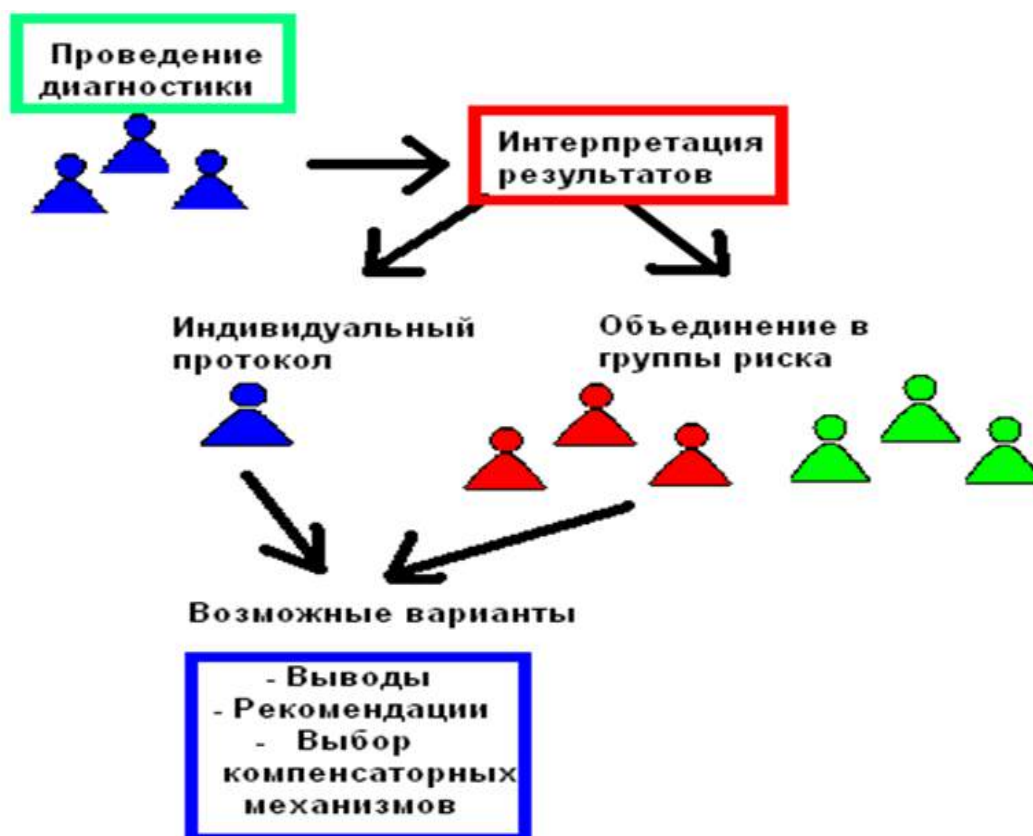 Проведение
диагностики
Интерпретация
результатов
Индивидуальный
протокол
Объединение в
группы риска
Возможные варианты
- Выводы
- Рекомендации
- Выбор
компенсаторных
механизмов